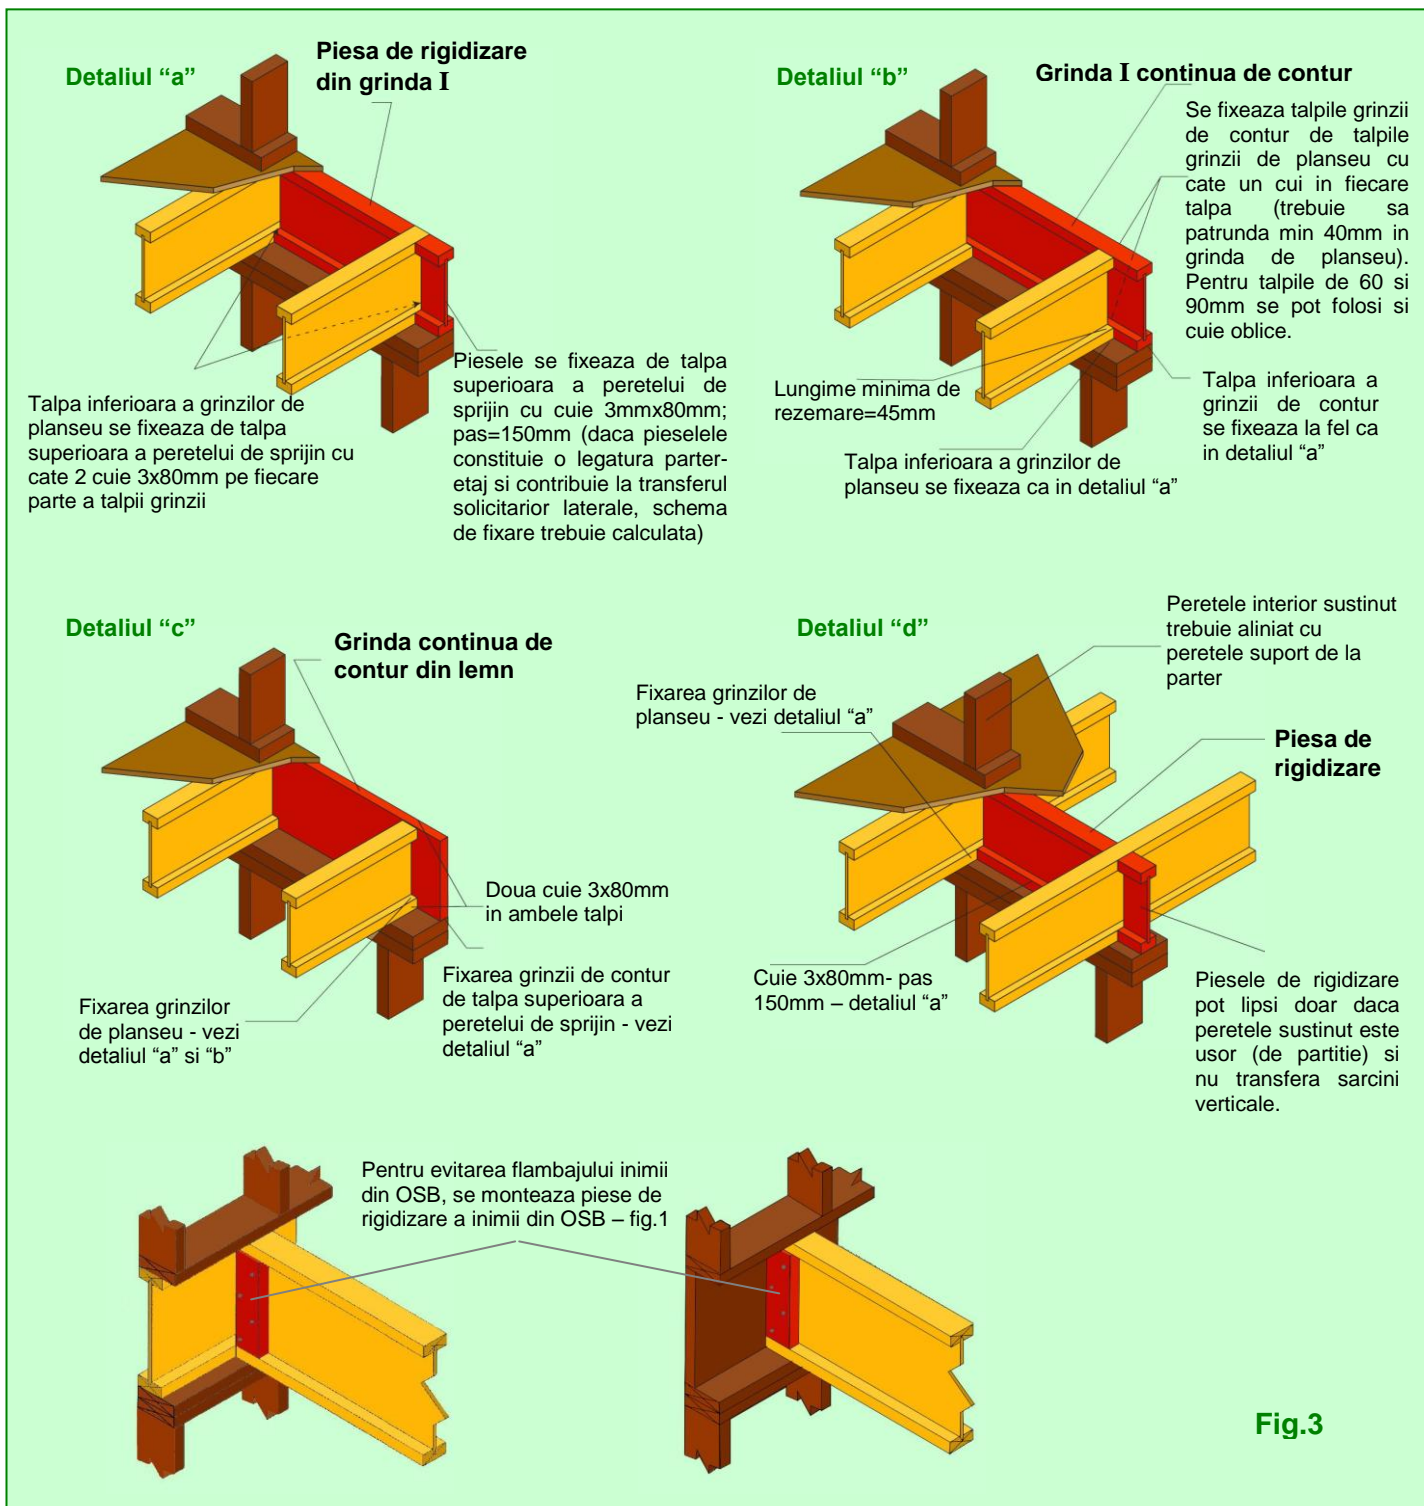 Detaliul “a”
Piesa de rigidizare
din grinda I
Talpa inferioara a grinzilor de
planseu se fixeaza de talpa
superioara a peretelui de sprijin cu
cate 2 cuie 3x80mm pe fiecare
parte a talpii grinzii
Piesele se fixeaza de talpa
superioara a peretelui de
sprijin cu cuie 3mmx80mm;
pas=150mm (daca pieselele
constituie o legatura parter-
etaj si contribuie la transferul
solicitarior laterale, schema
de fixare trebuie calculata)
Detaliul “b”
Grinda I continua de contur
Se fixeaza talpile grinzii
de contur de talpile
grinzii de planseu cu
cate un cui in fiecare
talpa (trebuie sa
patrunda min 40mm in
grinda de planseu).
Pentru talpile de 60 si
90mm se pot folosi si
cuie oblice.
Lungime minima de
rezemare=45mm
Talpa inferioara a
grinzii de contur
se fixeaza la fel ca
in detaliul “a”
Talpa inferioara a grinzilor de
planseu se fixeaza ca in detaliul “a”
Detaliul “c”
Grinda continua de
contur din lemn
Doua cuie 3x80mm
in ambele talpi
Fixarea grinzilor
de planseu - vezi
detaliul “a” si “b”
Fixarea grinzii de contur
de talpa superioara a
peretelui de sprijin - vezi
detaliul “a”
Detaliul “d”
Peretele interior sustinut
trebuie aliniat cu
peretele suport de la
parter
Fixarea grinzilor de
planseu - vezi detaliul “a”
Piesa de
rigidizare
Cuie 3x80mm- pas
150mm – detaliul “a”
Piesele de rigidizare
pot lipsi doar daca
peretele sustinut este
usor (de partitie) si
nu transfera sarcini
verticale.
Pentru evitarea flambajului inimii
din OSB, se monteaza piese de
rigidizare a inimii din OSB – fig.1
Fig.3